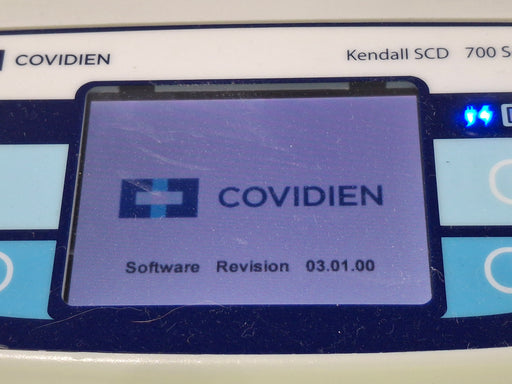 COVIDIEN
Kendall SCD 700 S
COVIDIEN
Software Revision 03.01.00